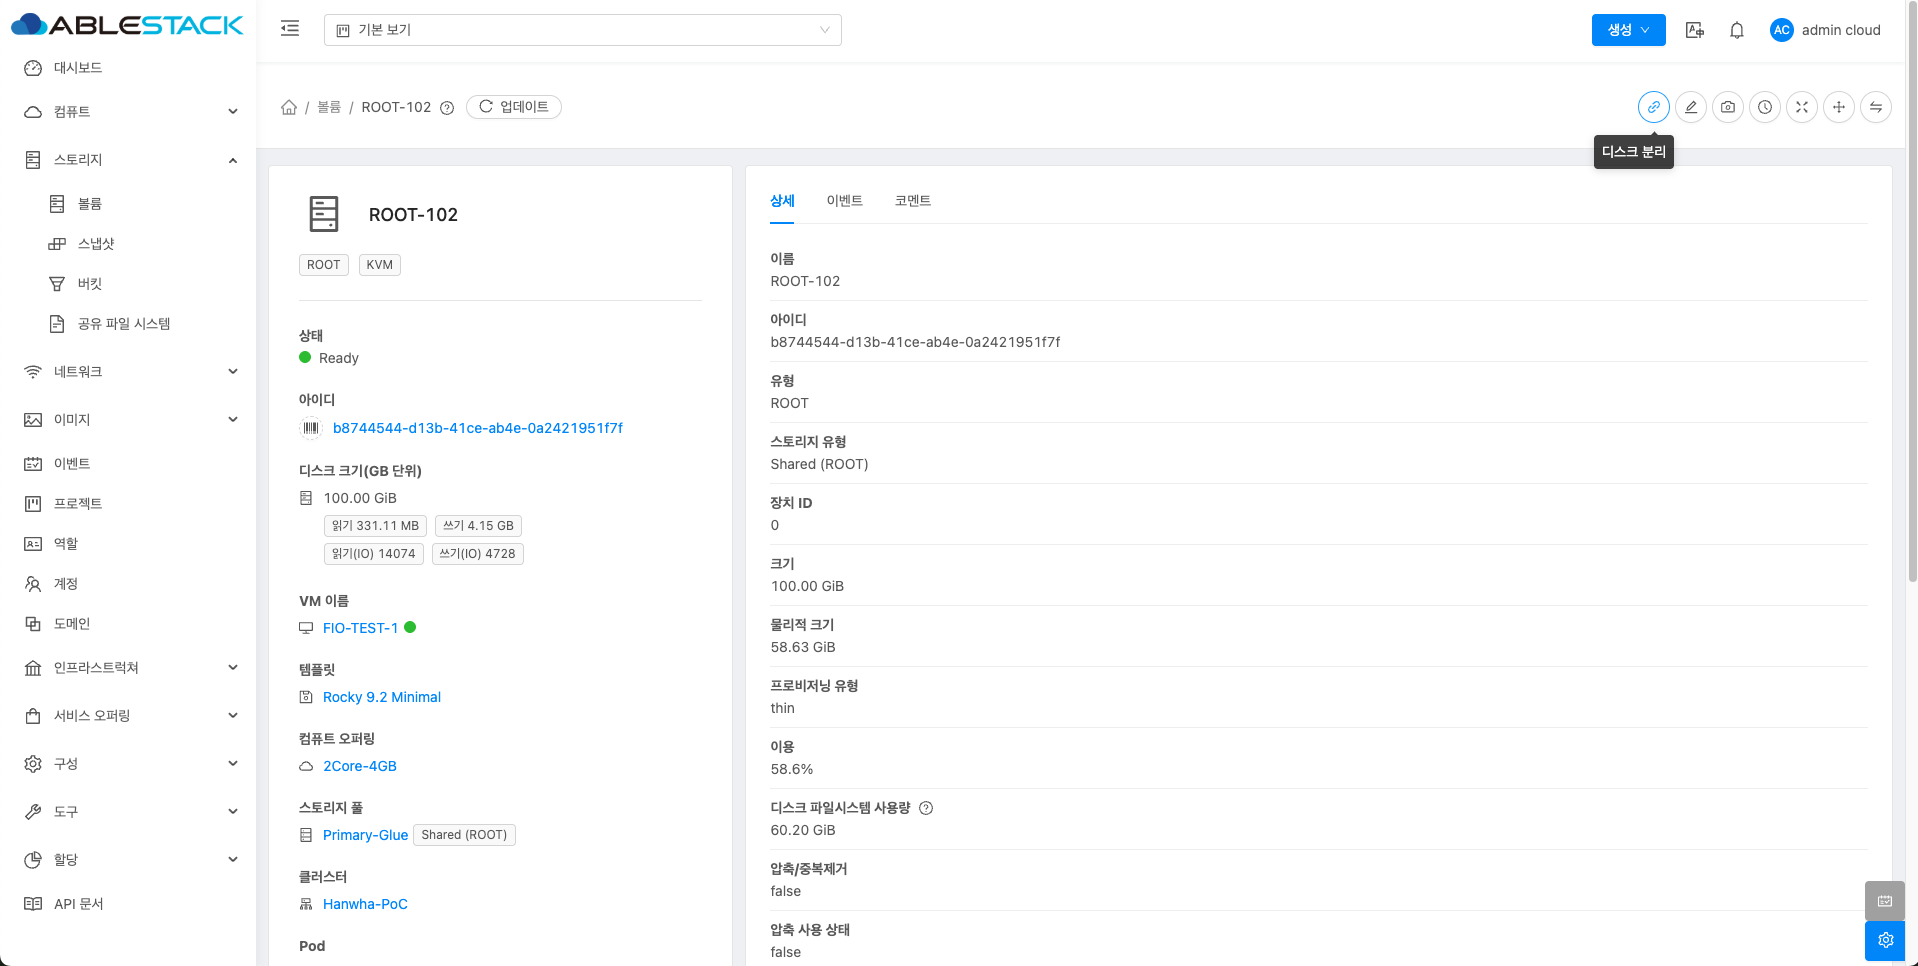 ABLESTACK
기본 보기
생성
AC
admin cloud
대시보드
컴퓨트
스토리지
볼륨
스냅샷
버킷
공유 파일 시스템
네트워크
이미지
이벤트
프로젝트
역할
계정
도메인
인프라스트럭쳐
서비스 오퍼링
구성
도구
할당
API 문서
/ 볼륨 / ROOT-102
업데이트
디스크 분리
ROOT-102
ROOT
KVM
상태
Ready
아이디
b8744544-d13b-41ce-ab4e-0a2421951f7f
디스크 크기(GB 단위)
100.00 GiB
읽기 331.11 MB
쓰기 4.15 GB
읽기(IO) 14074
쓰기(IO) 4728
VM 이름
FIO-TEST-1
템플릿
Rocky 9.2 Minimal
컴퓨트 오퍼링
2Core-4GB
스토리지 풀
Primary-Glue
Shared (ROOT)
클러스터
Hanwha-PoC
Pod
상세
이벤트
코멘트
이름
ROOT-102
아이디
b8744544-d13b-41ce-ab4e-0a2421951f7f
유형
ROOT
스토리지 유형
Shared (ROOT)
장치 ID
0
크기
100.00 GiB
물리적 크기
58.63 GiB
프로비저닝 유형
thin
이용
58.6%
디스크 파일시스템 사용량
60.20 GiB
압축/중복제거
false
압축 사용 상태
false